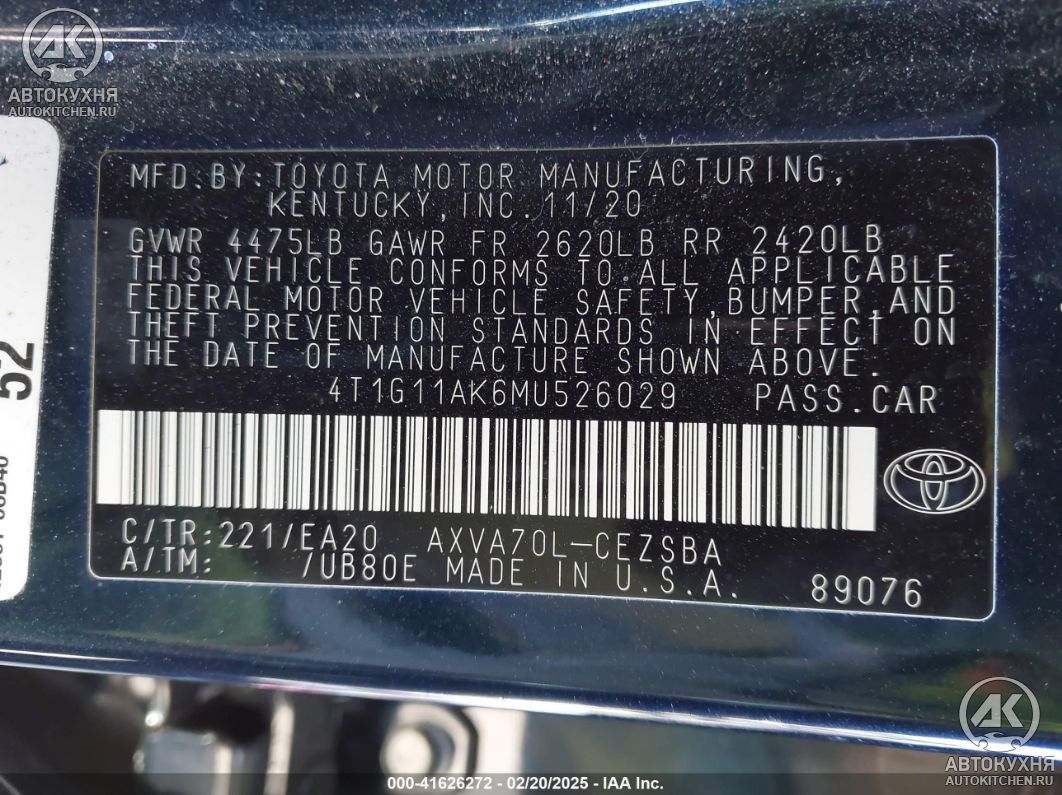 AK
АВТОКУХНЯ
AUTOKITCHEN.RU
52
MFD.BY:TOYOTA MOTOR MANUFACTURING,
KENTUCKY,INC.11/20
GVWR 4475LB GAWR FR 2620LB RR 2420LB
THIS VEHICLE CONFORMS TO ALL APPLICABLE
FEDERAL MOTOR VEHICLE SAFETY,BUMPER,AND
THEFT PREVENTION STANDARDS IN EFFECT ON
THE DATE OF MANUFACTURE SHOWN ABOVE.
4T1G11AK6MU526029 PASS.CAR
C/TR:221/EA20 AXVA70L-CEZSBA
A/TM: /UB80E MADE IN U.S.A. 89076
AK
АВТОКУХНЯ
AUTOKITCHEN.RU
000-41626272 - 02/20/2025 - IAA Inc.